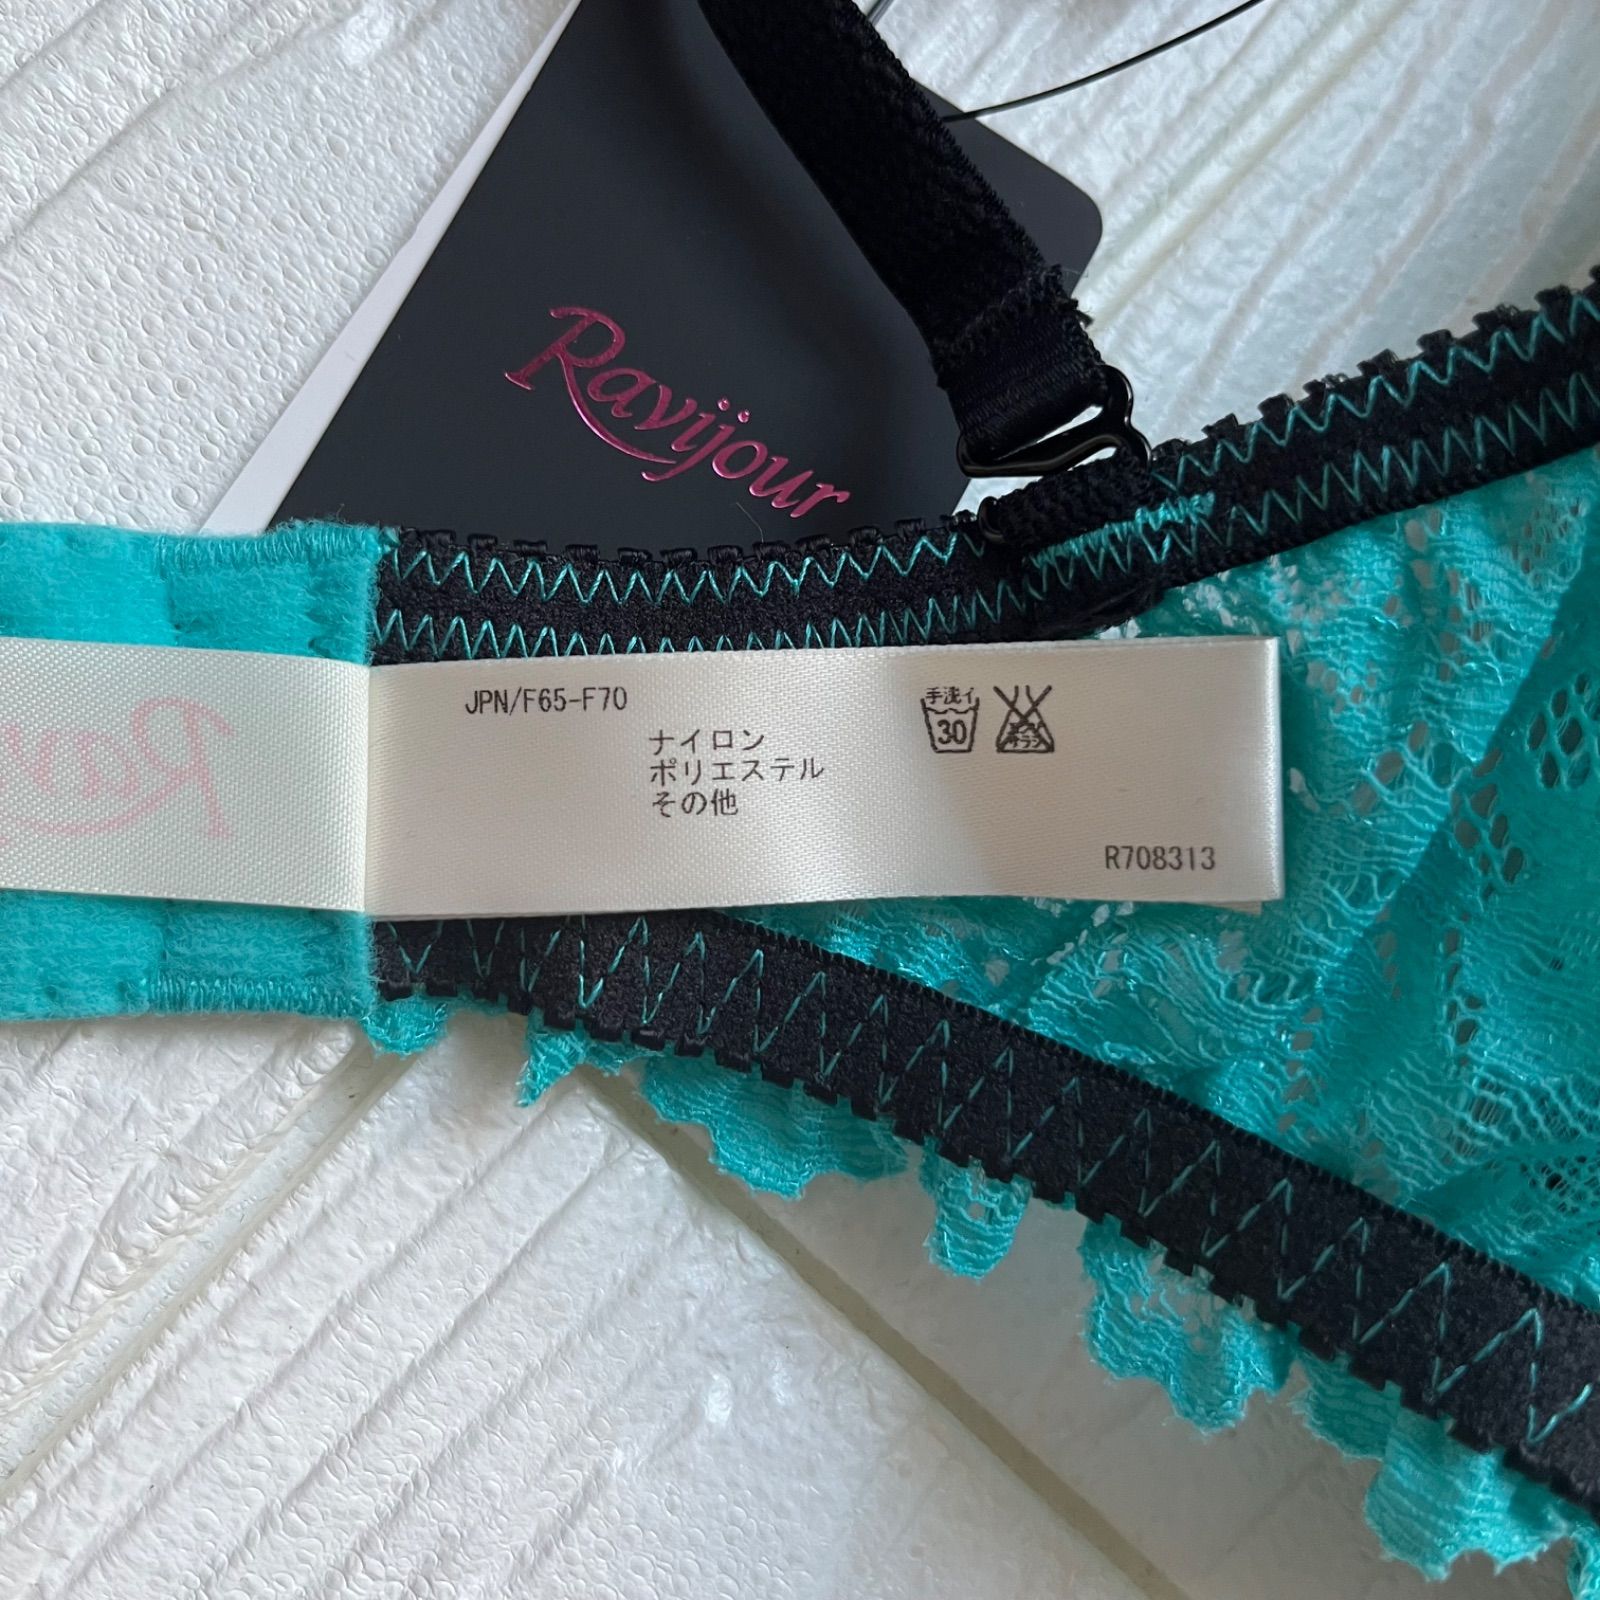 Ravijour
JPN/F65-F70
手洗イ
30
ナイロン
ポリエステル
その他
R708313